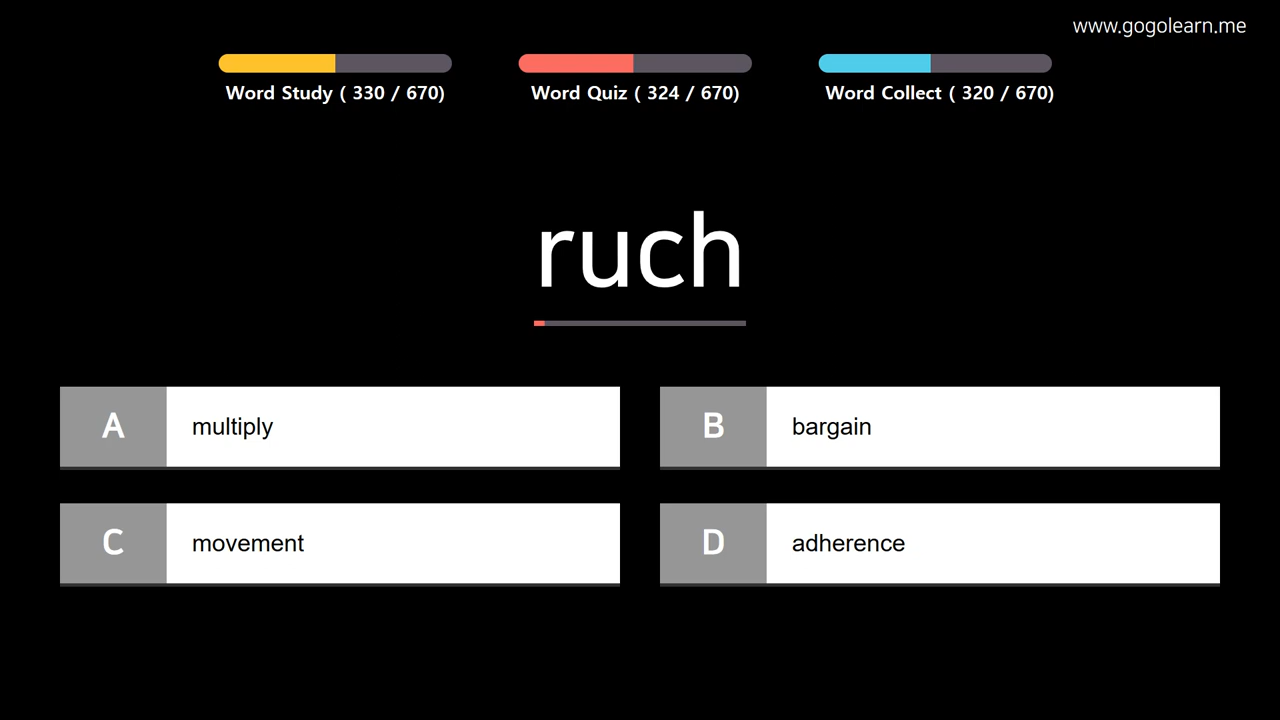 www.gogolearn.me
Word Study ( 330 / 670)
Word Quiz ( 324 / 670)
Word Collect ( 320 / 670)
ruch
A multiply
B bargain
C movement
D adherence